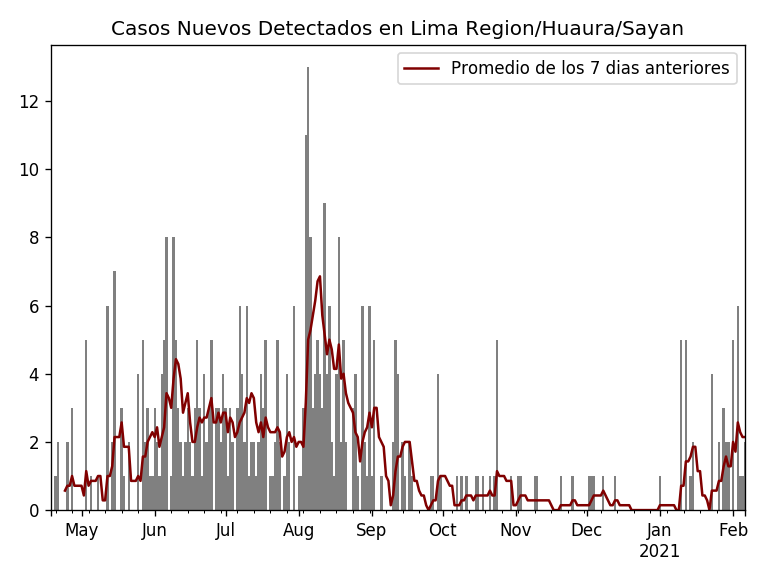 Casos Nuevos Detectados en Lima Region/Huaura/Sayan
Promedio de los 7 dias anteriores
12
10
8
6
4
2
0
May Jun Jul Aug Sep Oct Nov Dec Jan Feb
2021